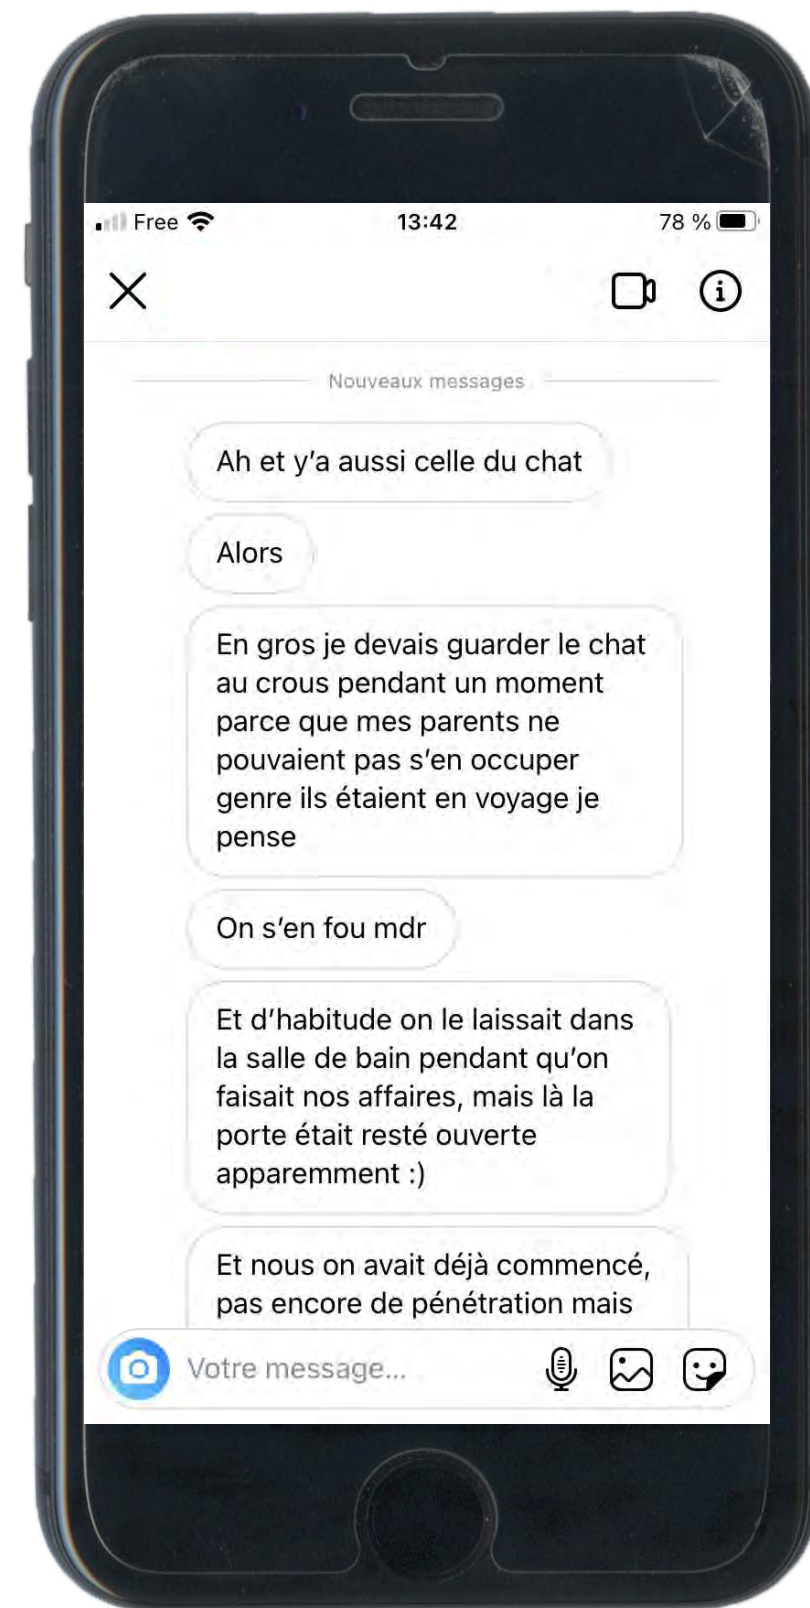 Free 13:42 78 %
Nouveaux messages
Ah et y'a aussi celle du chat
Alors
En gros je devais guarder le chat
au crous pendant un moment
parce que mes parents ne
pouvaient pas s'en occuper
genre ils étaient en voyage je
pense
On s'en fou mdr
Et d'habitude on le laissait dans
la salle de bain pendant qu'on
faisait nos affaires, mais là la
porte était resté ouverte
apparemment :)
Et nous on avait déjà commencé,
pas encore de pénétration mais
Votre message...